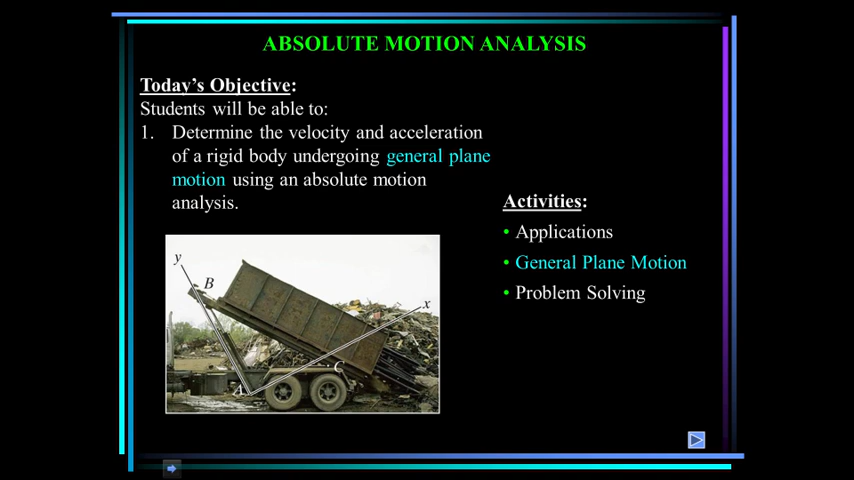 ABSOLUTE MOTION ANALYSIS
Today's Objective:
Students will be able to:
1. Determine the velocity and acceleration
of a rigid body undergoing general plane
motion using an absolute motion
analysis.
Activities:
• Applications
• General Plane Motion
• Problem Solving
y
B
x
C
A